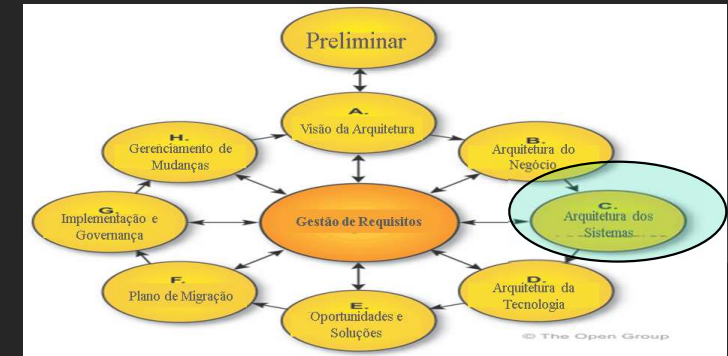 Preliminar
A.
Visão da Arquitetura
H.
Gerenciamento de
Mudanças
B.
Arquitetura do
Negócio
G.
Implementação e
Governança
Gestão de Requisitos
C.
Arquitetura dos
Sistemas
F.
Plano de Migração
E.
Oportunidades e
Soluções
D.
Arquitetura da
Tecnologia
© The Open Group